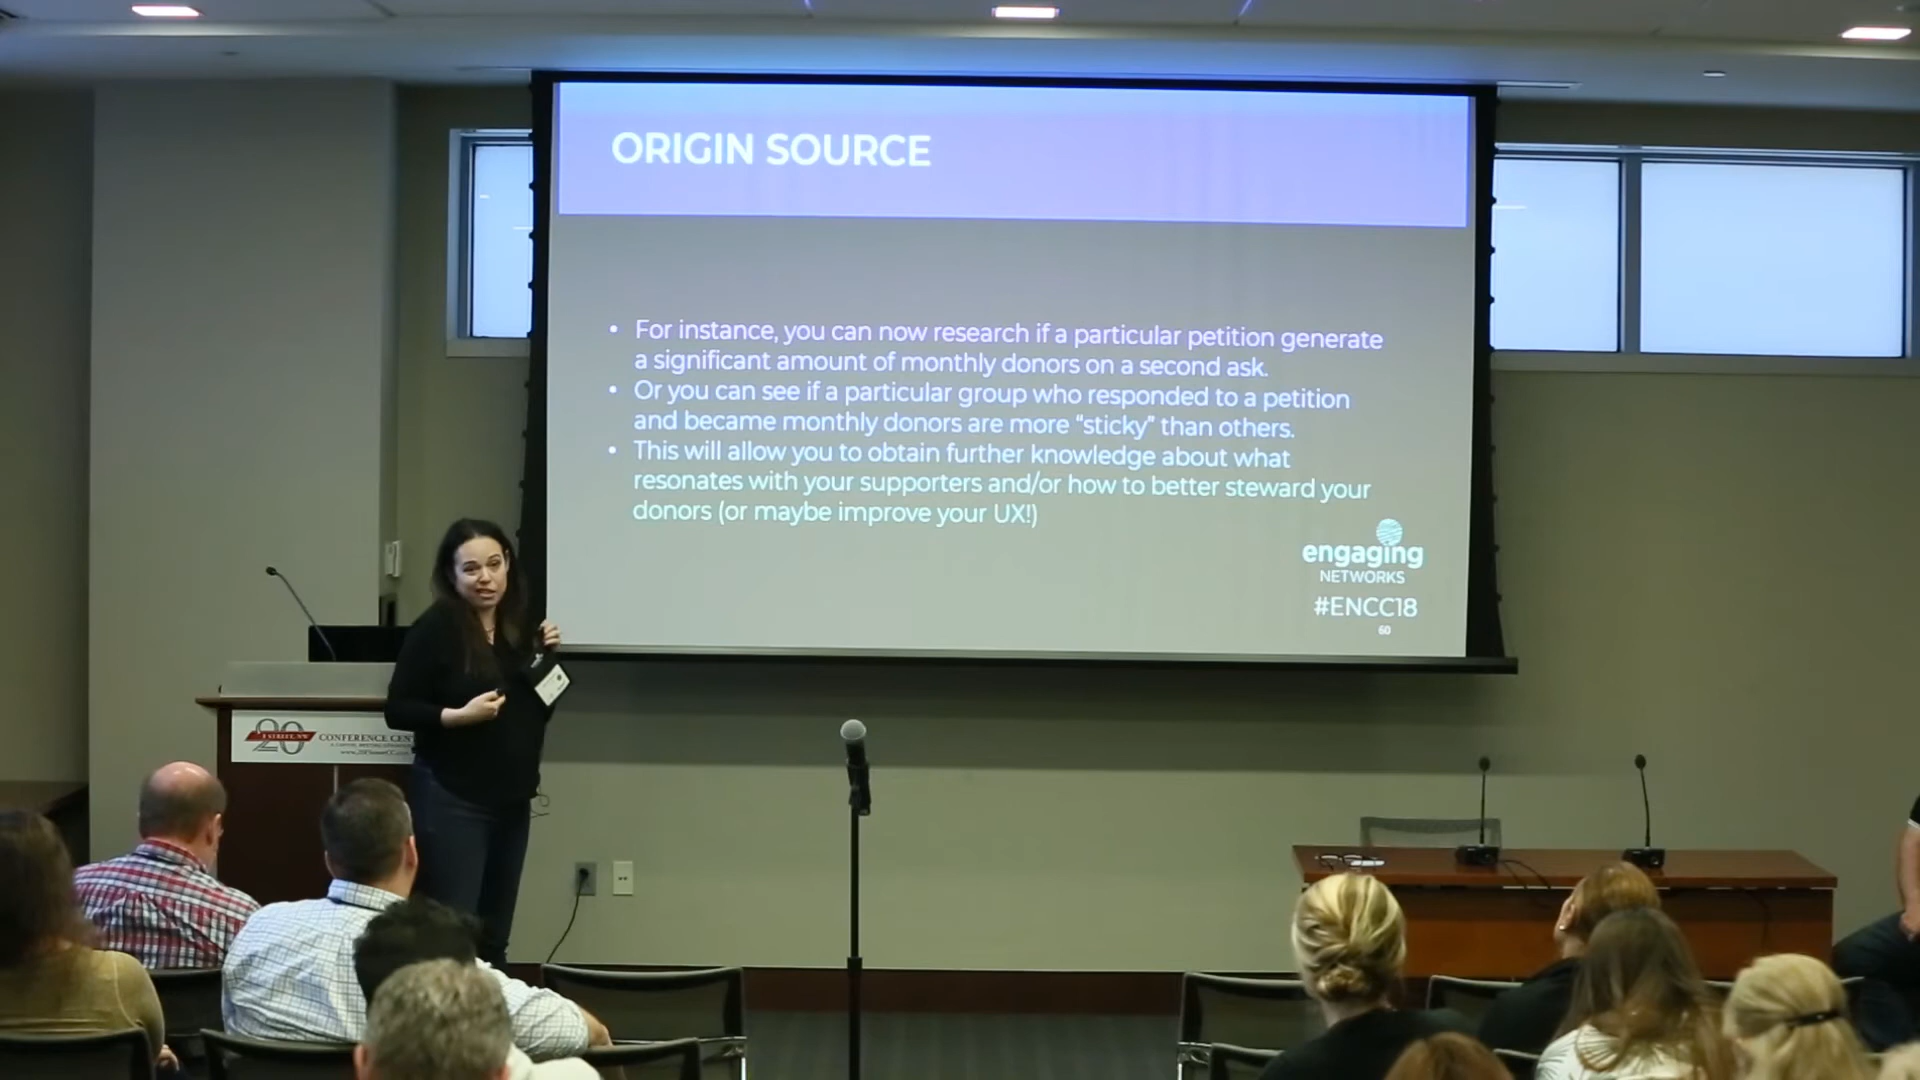 ORIGIN SOURCE
• For instance, you can now research if a particular petition generate
a significant amount of monthly donors on a second ask.
• Or you can see if a particular group who responded to a petition
and became monthly donors are more “sticky” than others.
• This will allow you to obtain further knowledge about what
resonates with your supporters and/or how to better steward your
donors (or maybe improve your UX!)
engaging
NETWORKS
#ENCC18
60
20
F STREET, NW
CONFERENCE